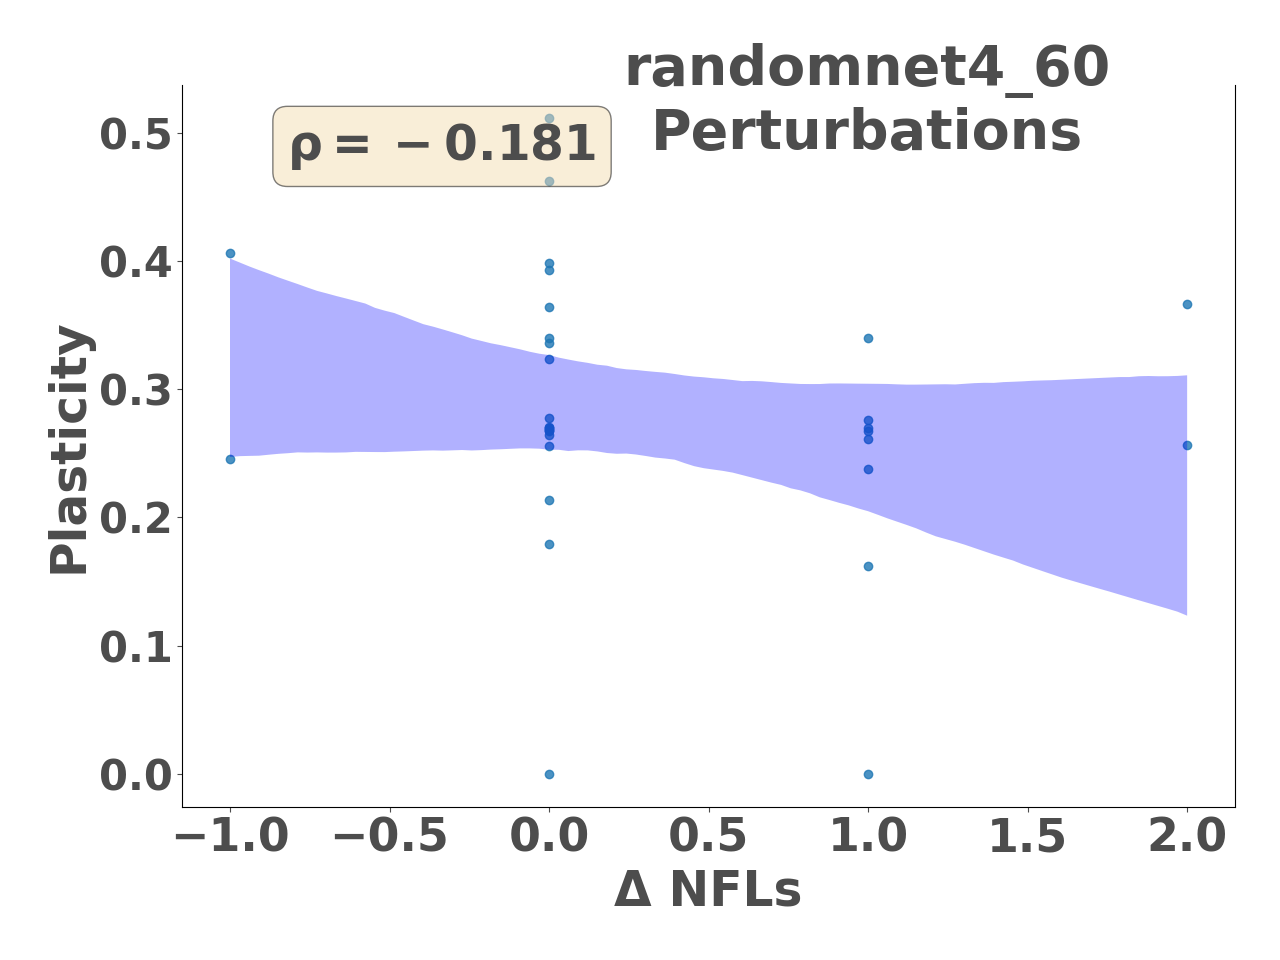 randomnet4_60
Perturbations
ρ = − 0.181
Plasticity
0.5
0.4
0.3
0.2
0.1
0.0
−1.0 −0.5 0.0 0.5 1.0 1.5 2.0
Δ NFLs